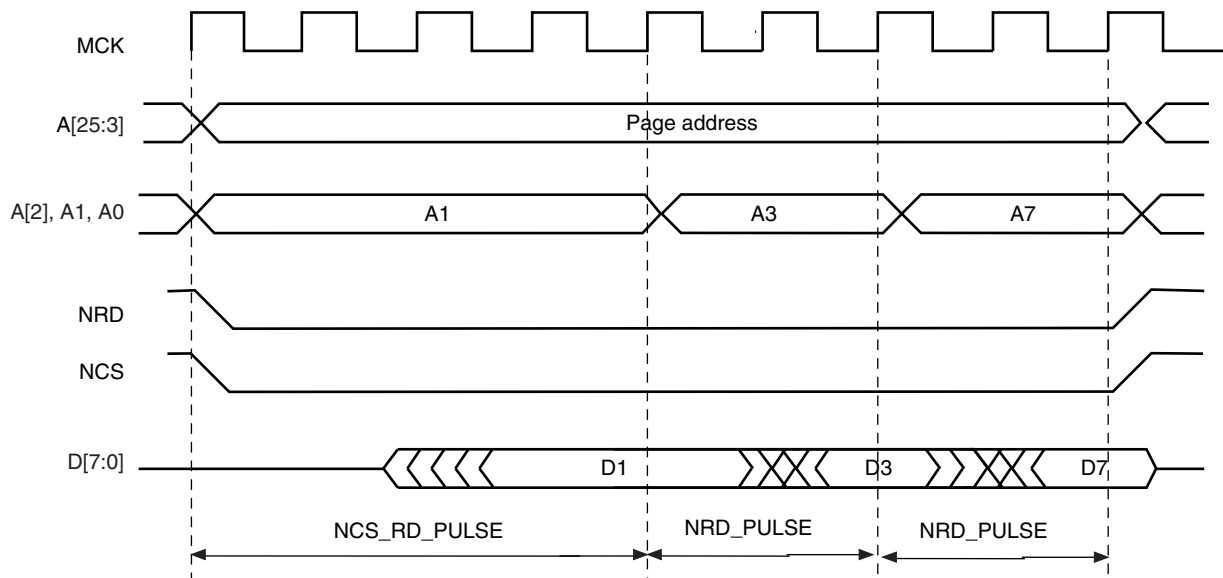 MCK
A[25:3]
Page address
A[2], A1, A0
A1
A3
A7
NRD
NCS
D[7:0]
D1
D3
D7
NCS_RD_PULSE
NRD_PULSE
NRD_PULSE